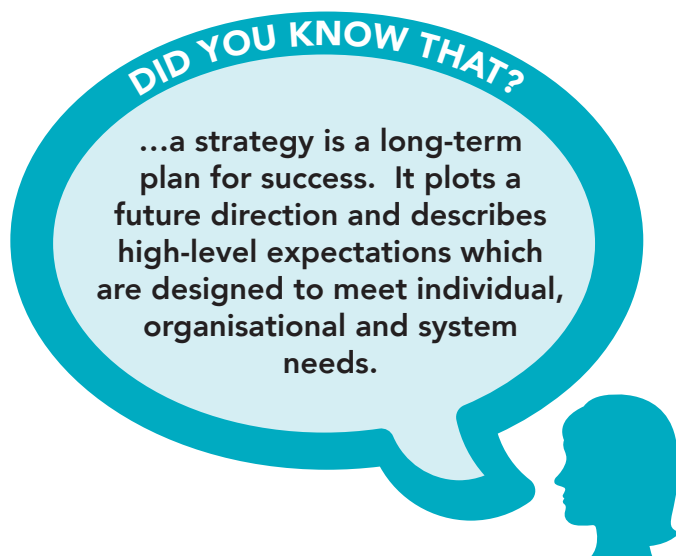 DID YOU KNOW THAT?
...a strategy is a long-term
plan for success.  It plots a
future direction and describes
high-level expectations which
are designed to meet individual,
organisational and system
needs.